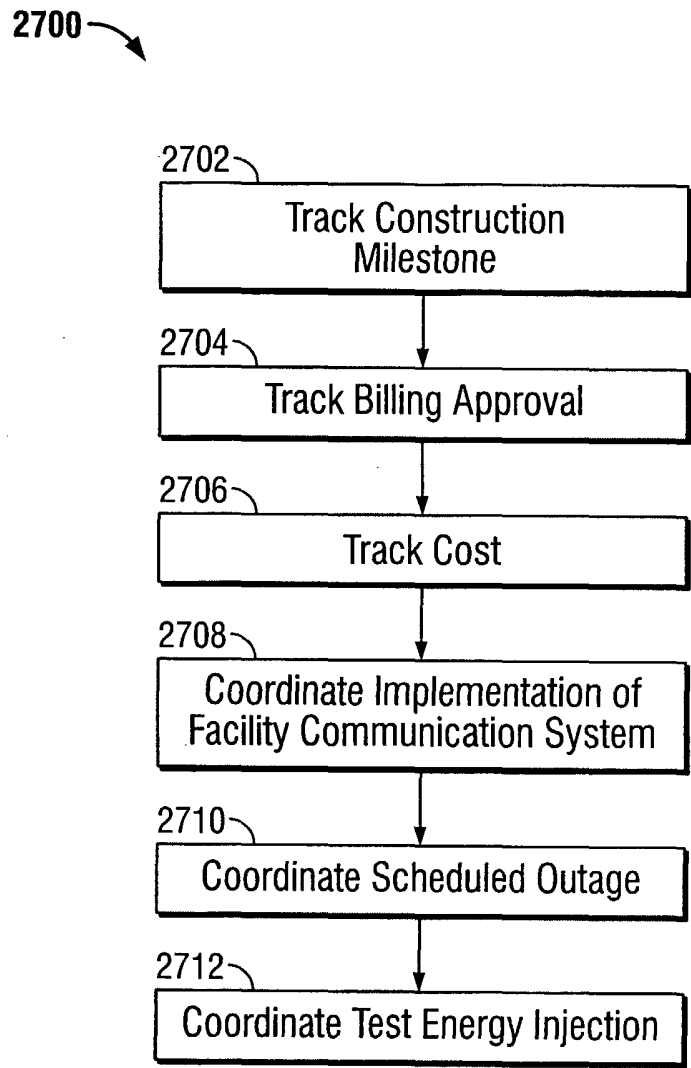 2700
2702
Track Construction
Milestone
2704
Track Billing Approval
2706
Track Cost
2708
Coordinate Implementation of
Facility Communication System
2710
Coordinate Scheduled Outage
2712
Coordinate Test Energy Injection